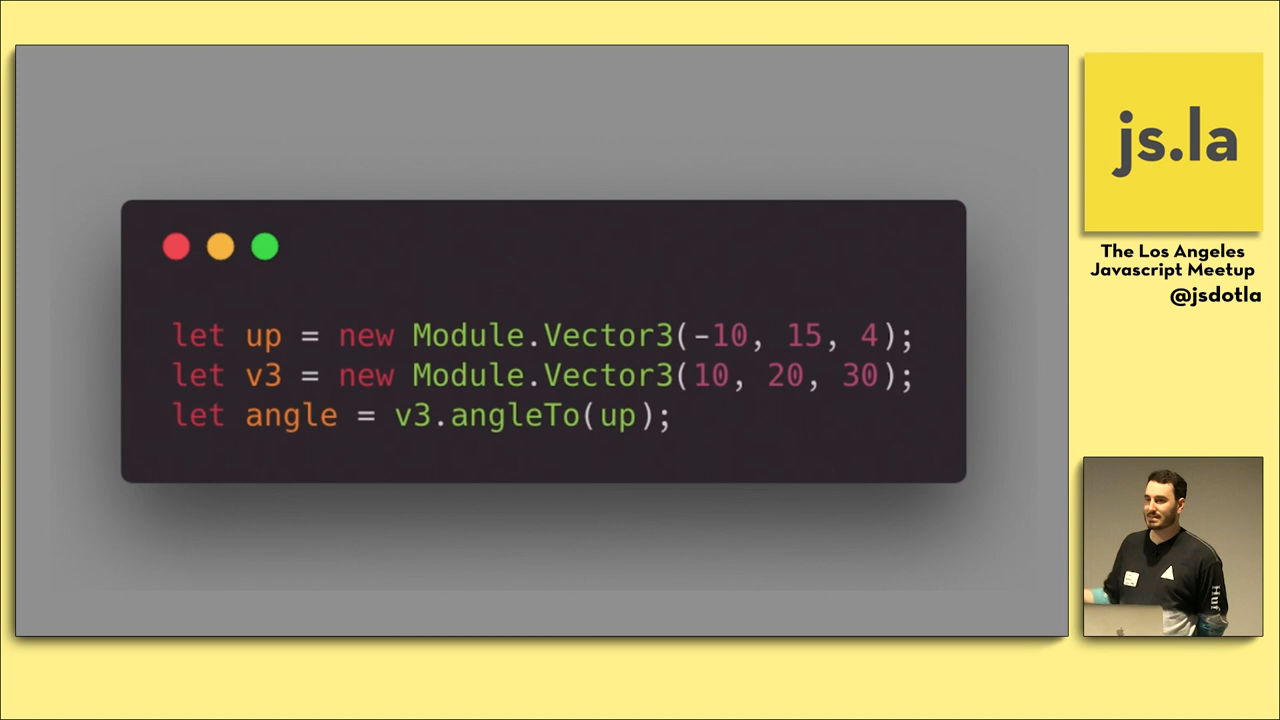 let up = new Module.Vector3(-10, 15, 4);
let v3 = new Module.Vector3(10, 20, 30);
let angle = v3.angleTo(up);
js.la
The Los Angeles
Javascript Meetup
@jsdotla